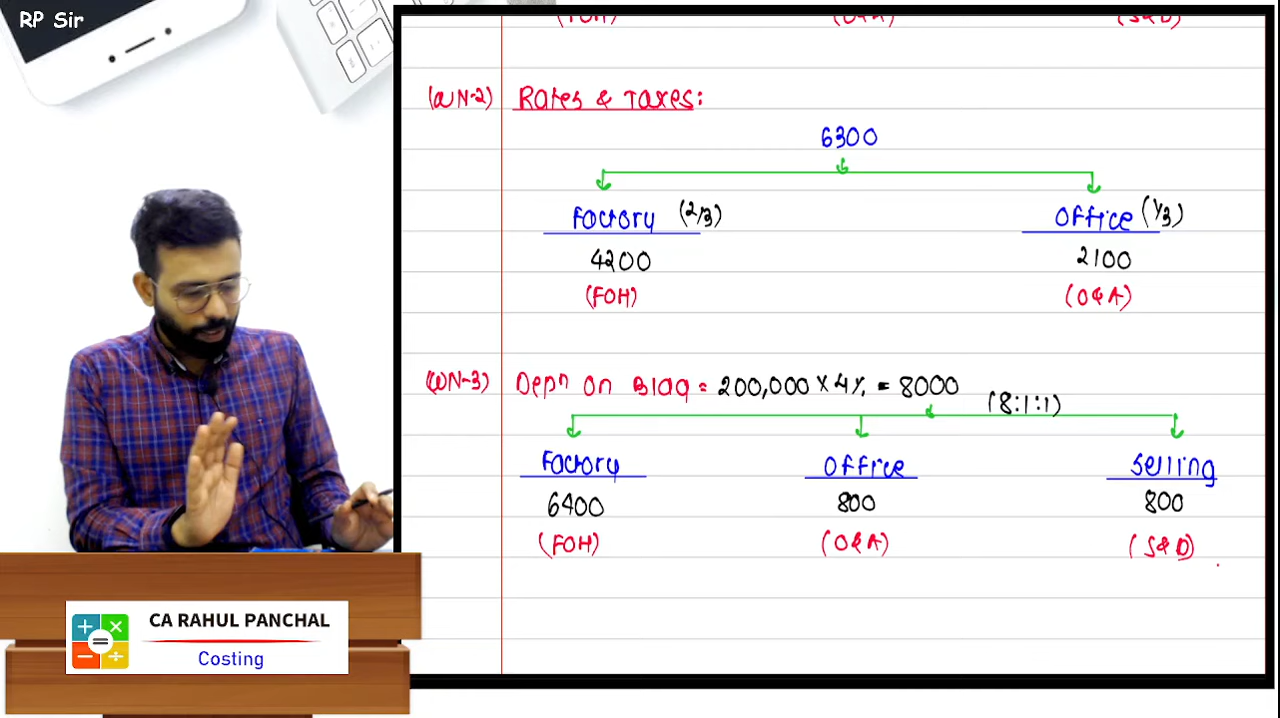 RP Sir
(FOH) (O&A) (S&D)
(WN-2) Rates & Taxes:
6300
Factory (2/3) Office (1/3)
4200 2100
(FOH) (O&A)
(WN-3) Depn on Bldg = 200,000 × 4% = 8000
(8:1:1)
Factory Office Selling
6400 800 800
(FOH) (O&A) (S&D)
CA RAHUL PANCHAL
Costing